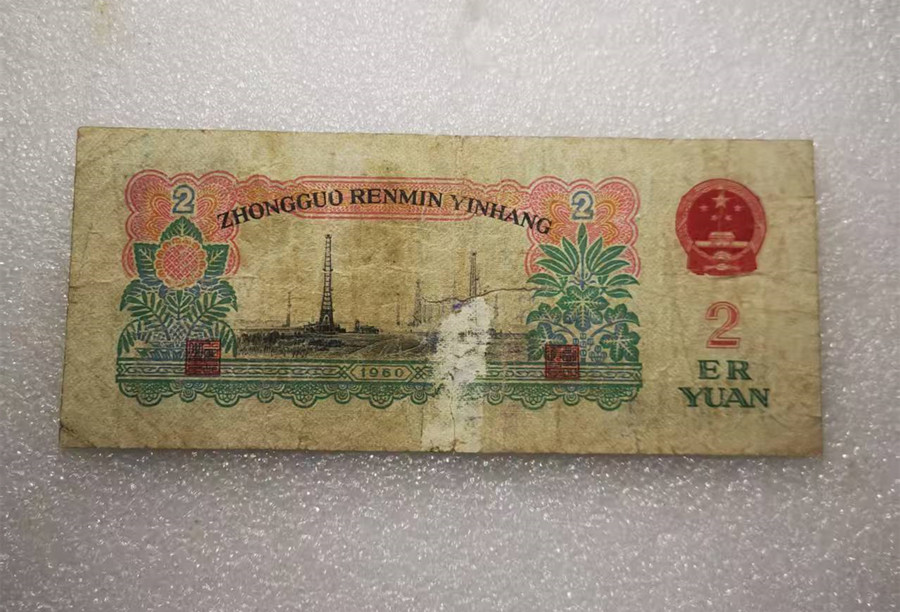 2
2
ZHONGGUO RENMIN YINHANG
1960
2
ER
YUAN